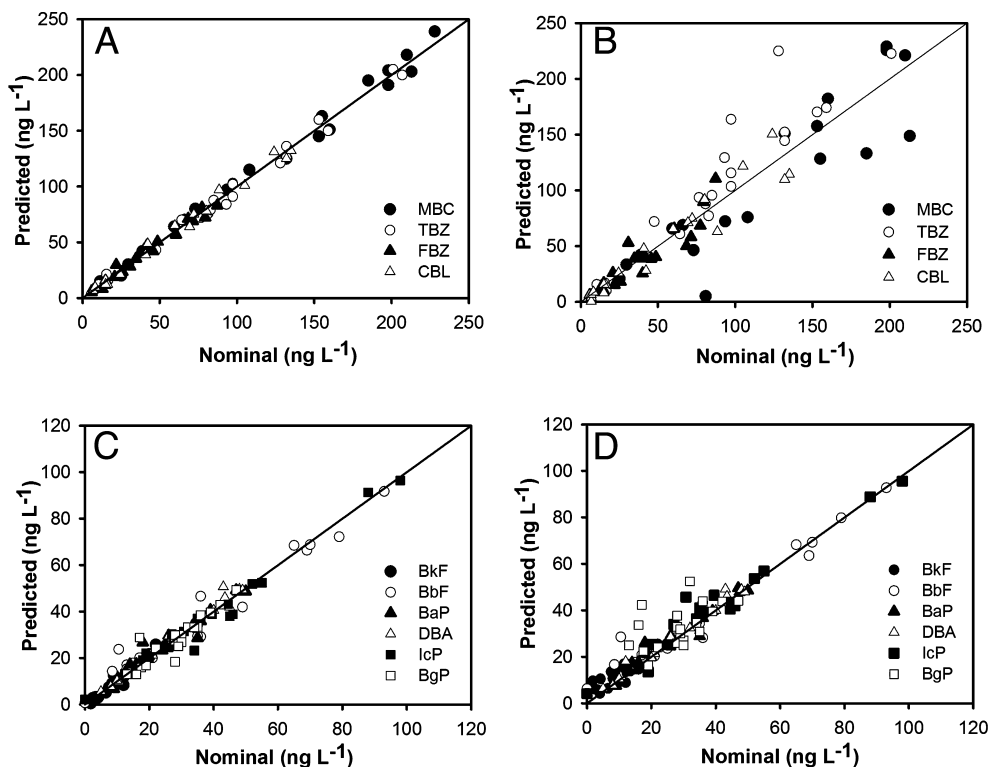 A
250
200
150
100
50
0
Predicted (ng L-1)
0 50 100 150 200 250
Nominal (ng L-1)
MBC
TBZ
FBZ
CBL
B
250
200
150
100
50
0
Predicted (ng L-1)
0 50 100 150 200 250
Nominal (ng L-1)
MBC
TBZ
FBZ
CBL
C
120
100
80
60
40
20
0
Predicted (ng L-1)
0 20 40 60 80 100 120
Nominal (ng L-1)
BkF
BbF
BaP
DBA
IcP
BgP
D
120
100
80
60
40
20
0
Predicted (ng L-1)
0 20 40 60 80 100 120
Nominal (ng L-1)
BkF
BbF
BaP
DBA
IcP
BgP